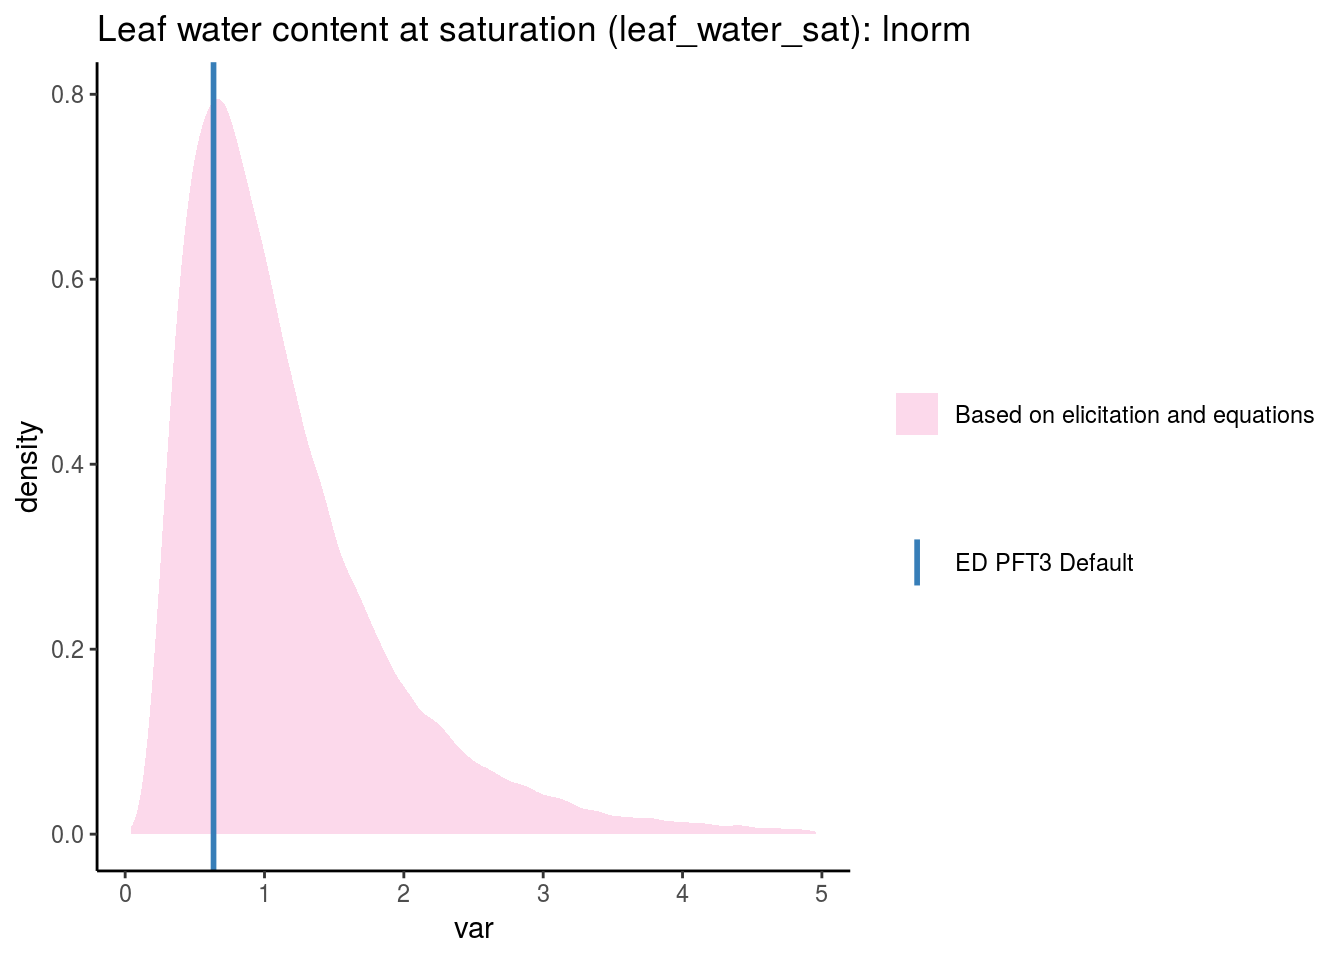 Leaf water content at saturation (leaf_water_sat): lnorm
0.8
0.6
0.4
0.2
0.0
density
0 1 2 3 4 5
var
Based on elicitation and equations
ED PFT3 Default